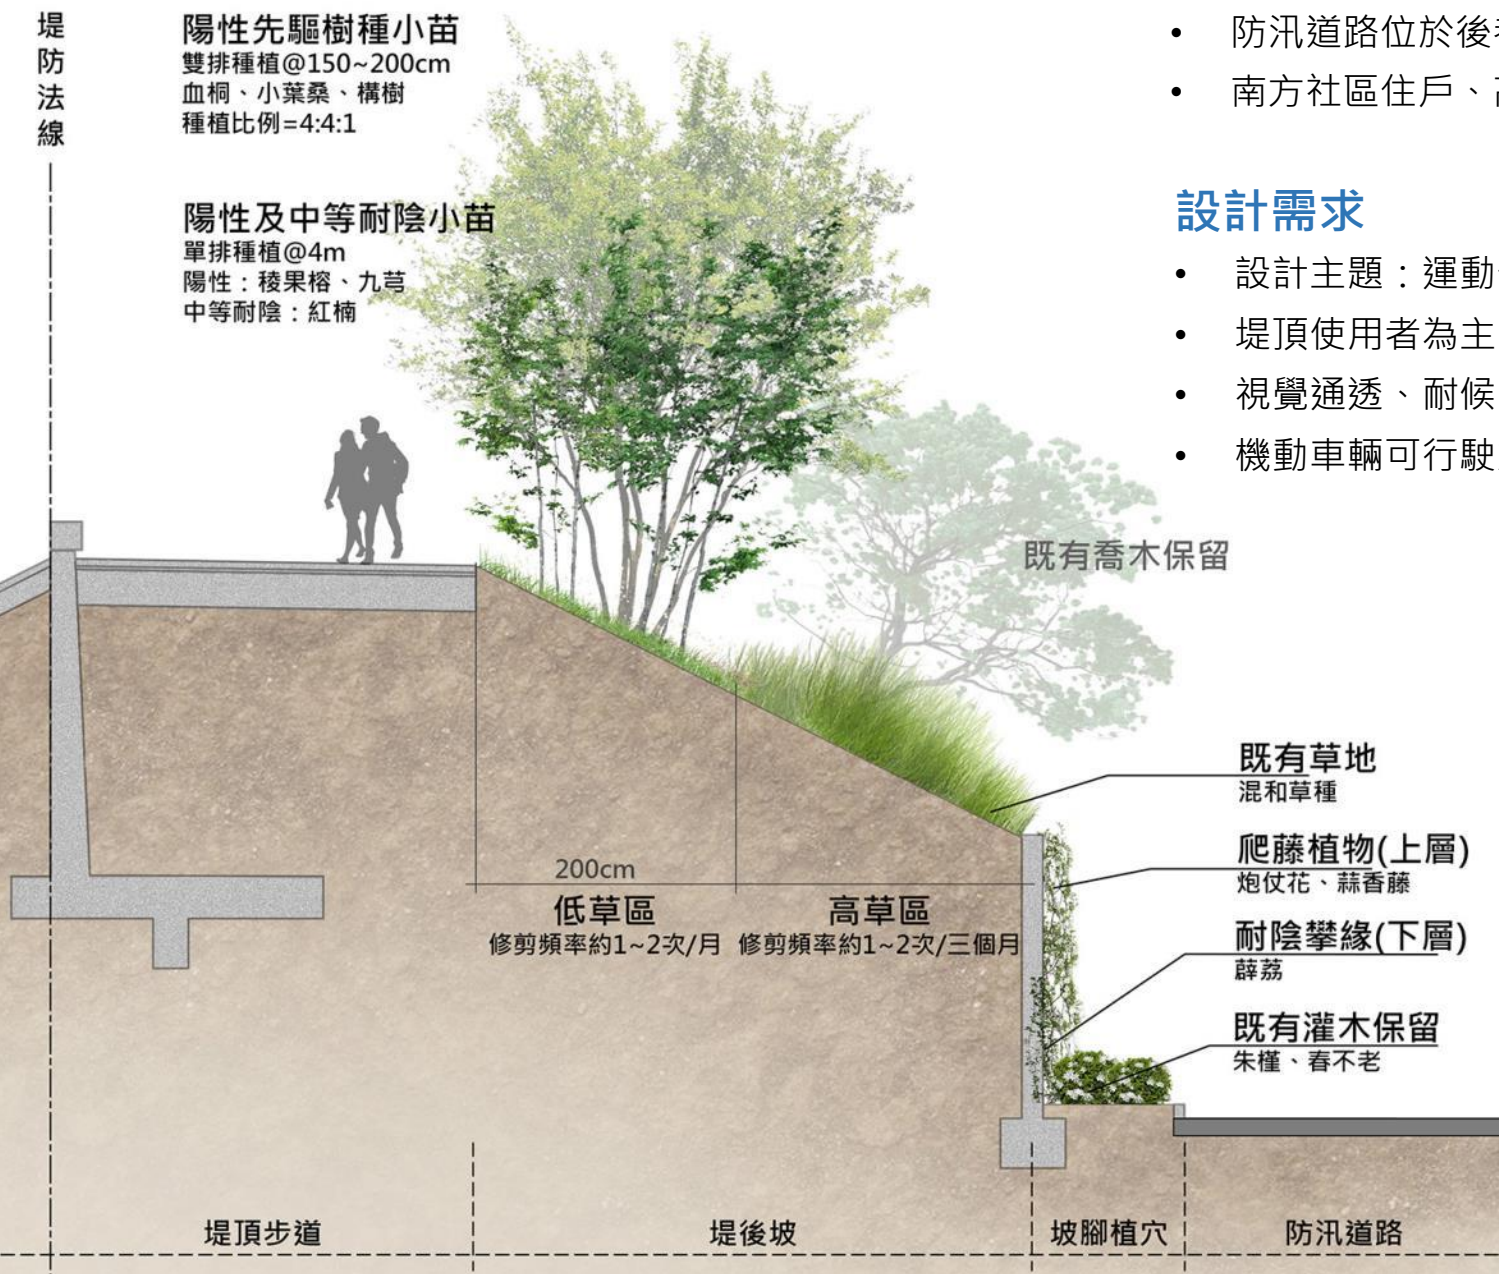 堤防法線
陽性先驅樹種小苗
雙排種植@150~200cm
血桐、小葉桑、構樹
種植比例=4:4:1
陽性及中等耐陰小苗
單排種植@4m
陽性：稜果榕、九芎
中等耐陰：紅楠
• 防汛道路位於後
• 南方社區住戶、
設計需求
• 設計主題：運動
• 堤頂使用者為主
• 視覺通透、耐候
• 機動車輛可行駛
既有喬木保留
既有草地
混和草種
爬藤植物(上層)
炮仗花、蒜香藤
耐陰攀緣(下層)
薜荔
既有灌木保留
朱槿、春不老
200cm
低草區
修剪頻率約1~2次/月
高草區
修剪頻率約1~2次/三個月
堤頂步道
堤後坡
坡腳植穴
防汛道路